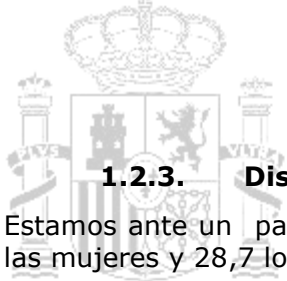 PLVS VLTRA
1.2.3. Dis
Estamos ante un pa
las mujeres y 28,7 lo